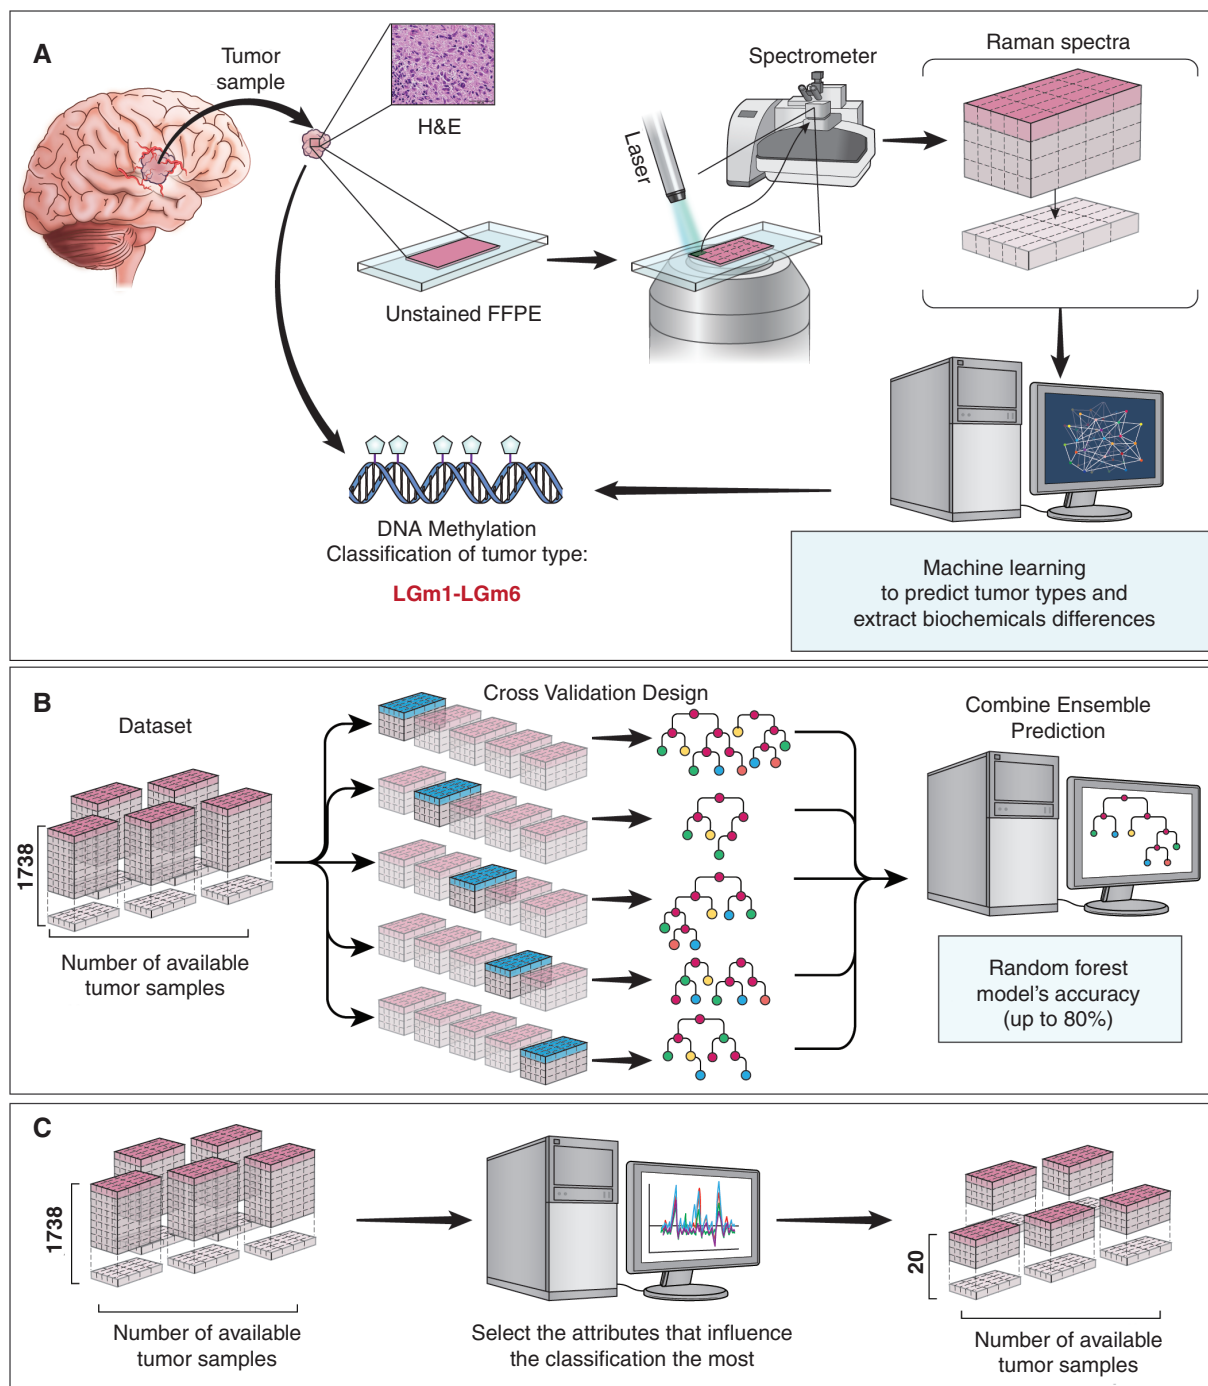 A
Tumor
sample
H&E
Unstained FFPE
Laser
Spectrometer
Raman spectra
DNA Methylation
Classification of tumor type:
LGm1-LGm6
Machine learning
to predict tumor types and
extract biochemicals differences
B
Dataset
1738
Number of available
tumor samples
Cross Validation Design
Combine Ensemble
Prediction
Random forest
model's accuracy
(up to 80%)
C
1738
Number of available
tumor samples
Select the attributes that influence
the classification the most
20
Number of available
tumor samples